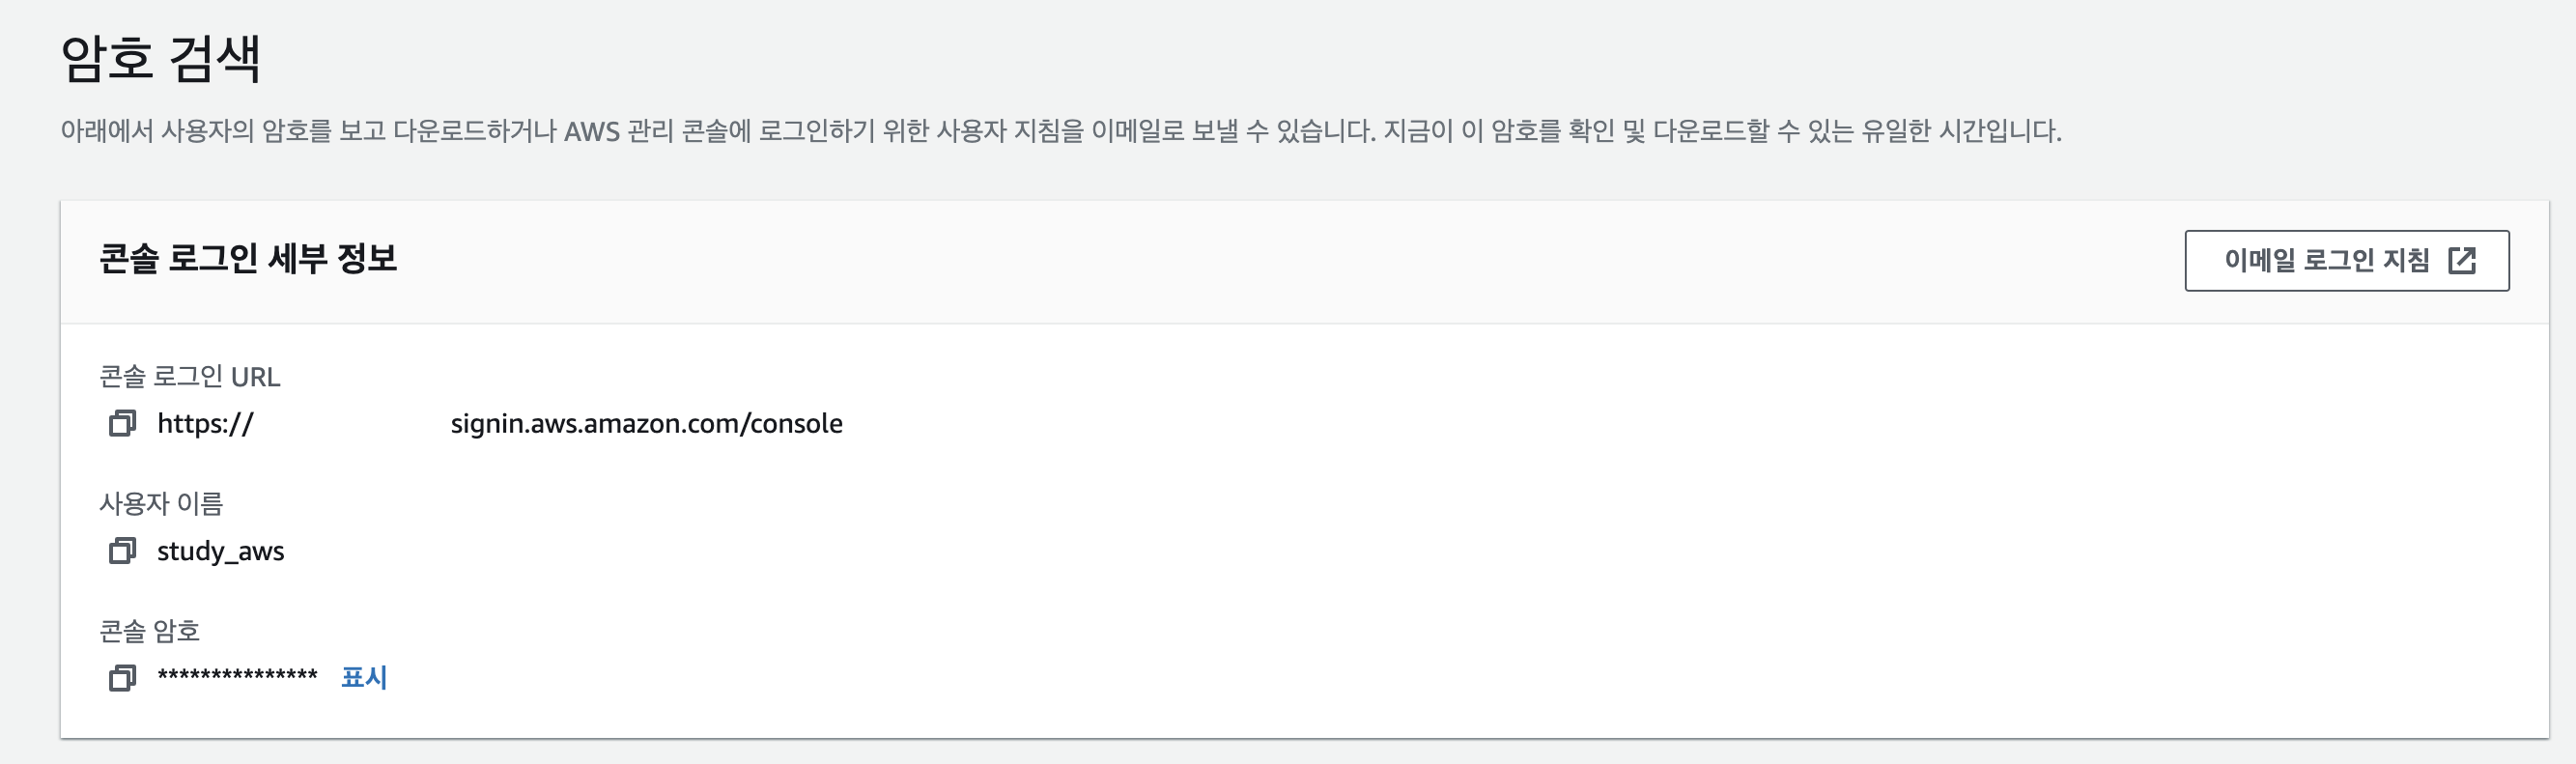 암호 검색
아래에서 사용자의 암호를 보고 다운로드하거나 AWS 관리 콘솔에 로그인하기 위한 사용자 지침을 이메일로 보낼 수 있습니다. 지금이 이 암호를 확인 및 다운로드할 수 있는 유일한 시간입니다.
콘솔 로그인 세부 정보
이메일 로그인 지침
콘솔 로그인 URL
https:// signin.aws.amazon.com/console
사용자 이름
study_aws
콘솔 암호
*************** 표시